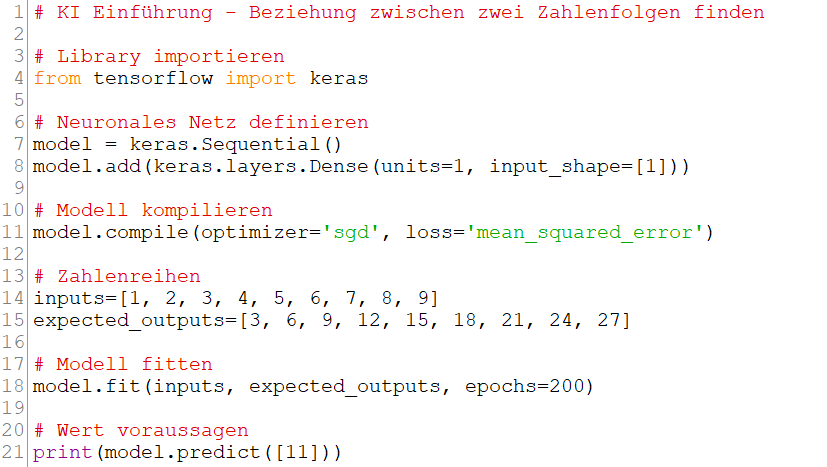 1 # KI Einführung - Beziehung zwischen zwei Zahlenfolgen finden
2
3 # Library importieren
4 from tensorflow import keras
5
6 # Neuronales Netz definieren
7 model = keras.Sequential()
8 model.add(keras.layers.Dense(units=1, input_shape=[1]))
9
10 # Modell kompilieren
11 model.compile(optimizer='sgd', loss='mean_squared_error')
12
13 # Zahlenreihen
14 inputs=[1, 2, 3, 4, 5, 6, 7, 8, 9]
15 expected_outputs=[3, 6, 9, 12, 15, 18, 21, 24, 27]
16
17 # Modell fitten
18 model.fit(inputs, expected_outputs, epochs=200)
19
20 # Wert voraussagen
21 print(model.predict([11]))